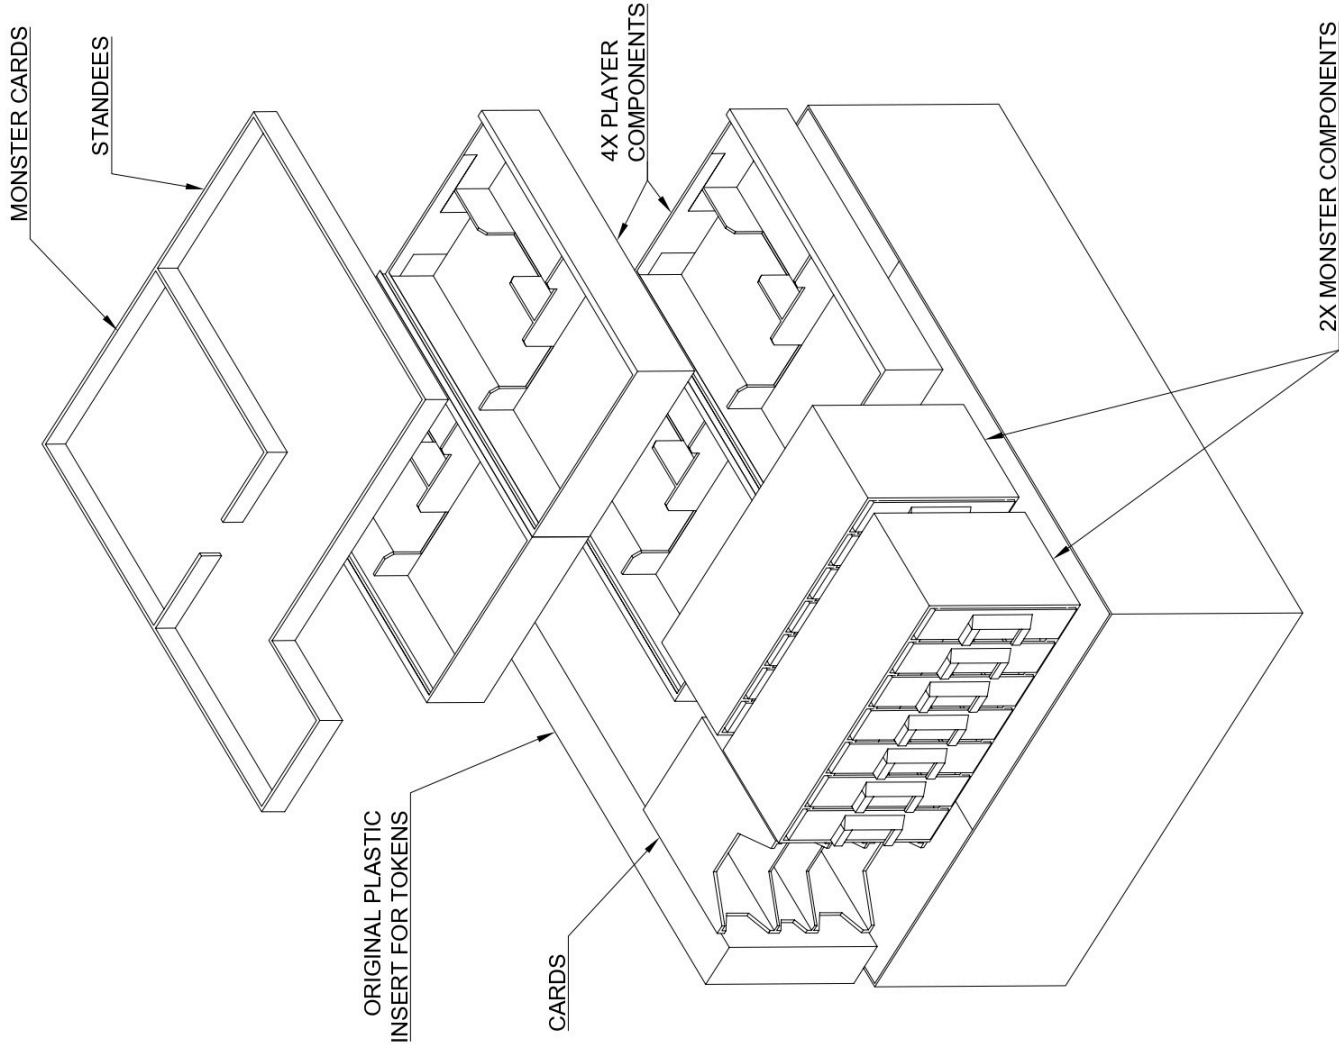 MONSTER CARDS
STANDEES
4X PLAYER
COMPONENTS
2X MONSTER COMPONENTS
ORIGINAL PLASTIC
INSERT FOR TOKENS
CARDS